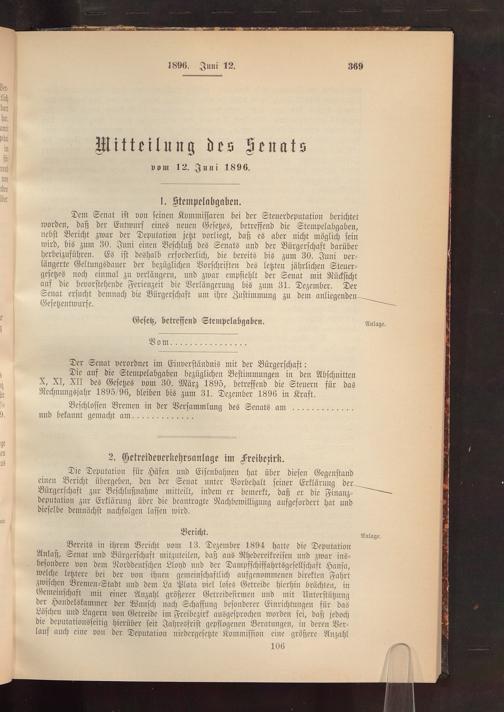 1896. Juni 12.
369
Mitteilung des Senats
vom 12. Juni 1896.
1. Stempelabgaben.
Dem Senat ist von seinen Kommissaren bei der Steuerdeputation berichtet
worden, daß der Entwurf eines neuen Gesetzes, betreffend die Stempelabgaben,
nebst Bericht zwar der Deputation jetzt vorliegt, daß es aber nicht möglich sein
wird, bis zum 30. Juni einen Beschluß des Senats und der Bürgerschaft darüber
herbeizuführen. Es ist deshalb erforderlich, die bereits bis zum 30. Juni ver-
längerte Geltungsdauer der bezüglichen Vorschriften des letzten jährlichen Steuer-
gesetzes noch einmal zu verlängern, und zwar empfiehlt der Senat mit Rücksicht
auf die bevorstehende Ferienzeit die Verlängerung bis zum 31. Dezember. Der
Senat ersucht demnach die Bürgerschaft um ihre Zustimmung zu dem anliegenden
Gesetzentwurfe.
Gesetz, betreffend Stempelabgaben.
Anlage.
Vom................
Der Senat verordnet im Einverständnis mit der Bürgerschaft:
Die auf die Stempelabgaben bezüglichen Bestimmungen in den Abschnitten
X, XI, XII des Gesetzes vom 30. März 1895, betreffend die Steuern für das
Rechnungsjahr 1895/96, bleiben bis zum 31. Dezember 1896 in Kraft.
Beschlossen Bremen in der Versammlung des Senats am .............
und bekannt gemacht am.............
2. Getreideverkehrsanlage im Freibezirk.
Die Deputation für Häfen und Eisenbahnen hat über diesen Gegenstand
einen Bericht übergeben, den der Senat unter Vorbehalt seiner Erklärung der
Bürgerschaft zur Beschlußnahme mitteilt, indem er bemerkt, daß er die Finanz-
deputation zur Erklärung über die beantragte Nachbewilligung aufgefordert hat und
dieselbe demnächst nachfolgen lassen wird.
Bericht.
Anlage.
Bereits in ihrem Bericht vom 13. Dezember 1894 hatte die Deputation
Anlaß, Senat und Bürgerschaft mitzuteilen, daß aus Rhedereikreisen und zwar ins-
besondere von dem Norddeutschen Lloyd und der Dampfschiffahrtsgesellschaft Hansa,
welche letztere bei der von ihnen gemeinschaftlich aufgenommenen direkten Fahrt
zwischen Bremen-Stadt und dem La Plata viel loses Getreide hierhin brächten, in
Gemeinschaft mit einer Anzahl größerer Getreidefirmen und mit Unterstützung
der Handelskammer der Wunsch nach Schaffung besonderer Einrichtungen für das
Löschen und Lagern von Getreide im Freibezirk ausgesprochen worden sei, daß jedoch
die deputationsseitig hierüber seit Jahresfrist gepflogenen Beratungen, in deren Ver-
lauf auch eine von der Deputation niedergesetzte Kommission eine größere Anzahl
106